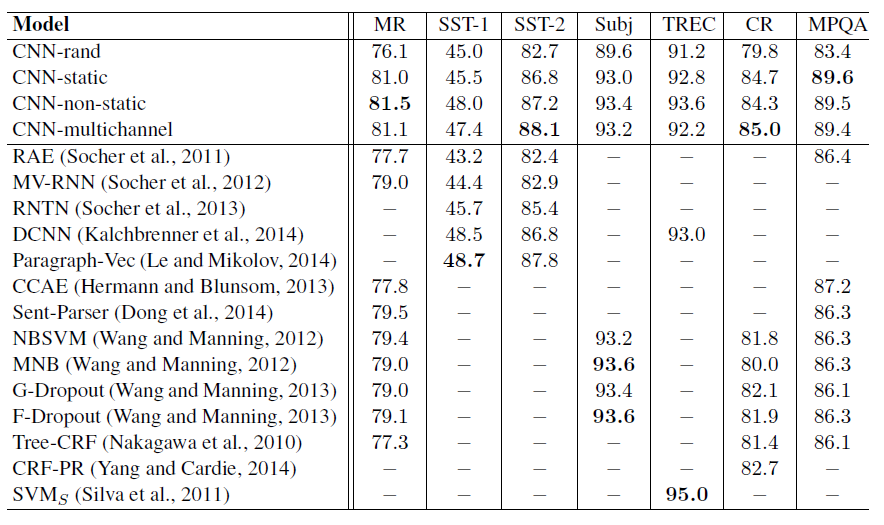 Model MR SST-1 SST-2 Subj TREC CR MPQA
CNN-rand 76.1 45.0 82.7 89.6 91.2 79.8 83.4
CNN-static 81.0 45.5 86.8 93.0 92.8 84.7 89.6
CNN-non-static 81.5 48.0 87.2 93.4 93.6 84.3 89.5
CNN-multichannel 81.1 47.4 88.1 93.2 92.2 85.0 89.4
RAE (Socher et al., 2011) 77.7 43.2 82.4 – – – 86.4
MV-RNN (Socher et al., 2012) 79.0 44.4 82.9 – – – –
RNTN (Socher et al., 2013) – 45.7 85.4 – – – –
DCNN (Kalchbrenner et al., 2014) – 48.5 86.8 – 93.0 – –
Paragraph-Vec (Le and Mikolov, 2014) – 48.7 87.8 – – – –
CCAE (Hermann and Blunsom, 2013) 77.8 – – – – – 87.2
Sent-Parser (Dong et al., 2014) 79.5 – – – – – 86.3
NBSVM (Wang and Manning, 2012) 79.4 – – 93.2 – 81.8 86.3
MNB (Wang and Manning, 2012) 79.0 – – 93.6 – 80.0 86.3
G-Dropout (Wang and Manning, 2013) 79.0 – – 93.4 – 82.1 86.1
F-Dropout (Wang and Manning, 2013) 79.1 – – 93.6 – 81.9 86.3
Tree-CRF (Nakagawa et al., 2010) 77.3 – – – – 81.4 86.1
CRF-PR (Yang and Cardie, 2014) – – – – – 82.7 –
SVMS (Silva et al., 2011) – – – – 95.0 – –